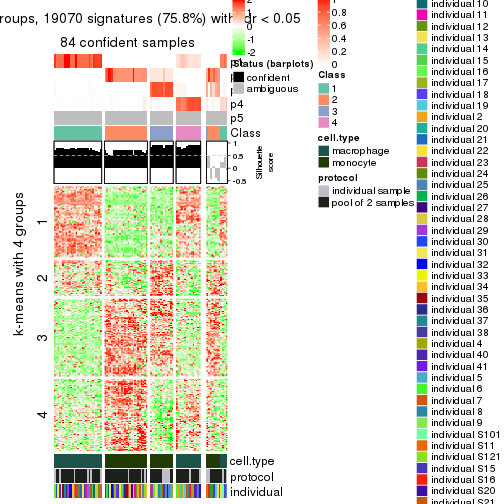 roups, 19070 signatures (75.8%) with
dr < 0.05
84 confident samples
p4
p5
Class
1
0.5
0
-0.5
Silhouette
score
k-means with 4 groups
1
2
3
4
cell.type
protocol
individual
2
1
0
-1
-2
Status (barplots)
confident
ambiguous
0.8
0.6
0.4
0.2
0
Class
1
2
3
4
cell.type
macrophage
monocyte
protocol
individual sample
pool of 2 samples
individual 10
individual 11
individual 12
individual 13
individual 14
individual 15
individual 16
individual 17
individual 18
individual 19
individual 2
individual 20
individual 21
individual 22
individual 23
individual 24
individual 25
individual 26
individual 27
individual 28
individual 29
individual 30
individual 31
individual 32
individual 33
individual 34
individual 35
individual 36
individual 37
individual 38
individual 4
individual 40
individual 41
individual 5
individual 6
individual 7
individual 8
individual 9
individual S101
individual S11
individual S121
individual S15
individual S16
individual S20
individual S21